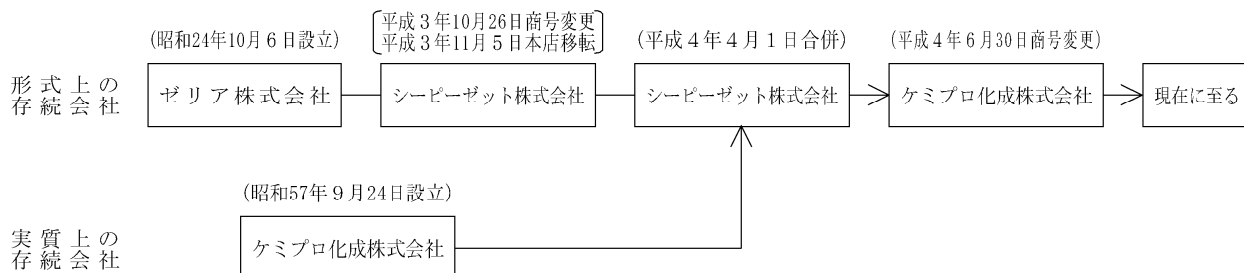 平成3年10月26日商号変更
平成3年11月5日本店移転
(昭和24年10月6日設立)
(平成4年4月1日合併)
(平成4年6月30日商号変更)
形式上の
存続会社
ゼリア株式会社
シーピーゼット株式会社
シーピーゼット株式会社
ケミプロ化成株式会社
現在に至る
(昭和57年9月24日設立)
実質上の
存続会社
ケミプロ化成株式会社